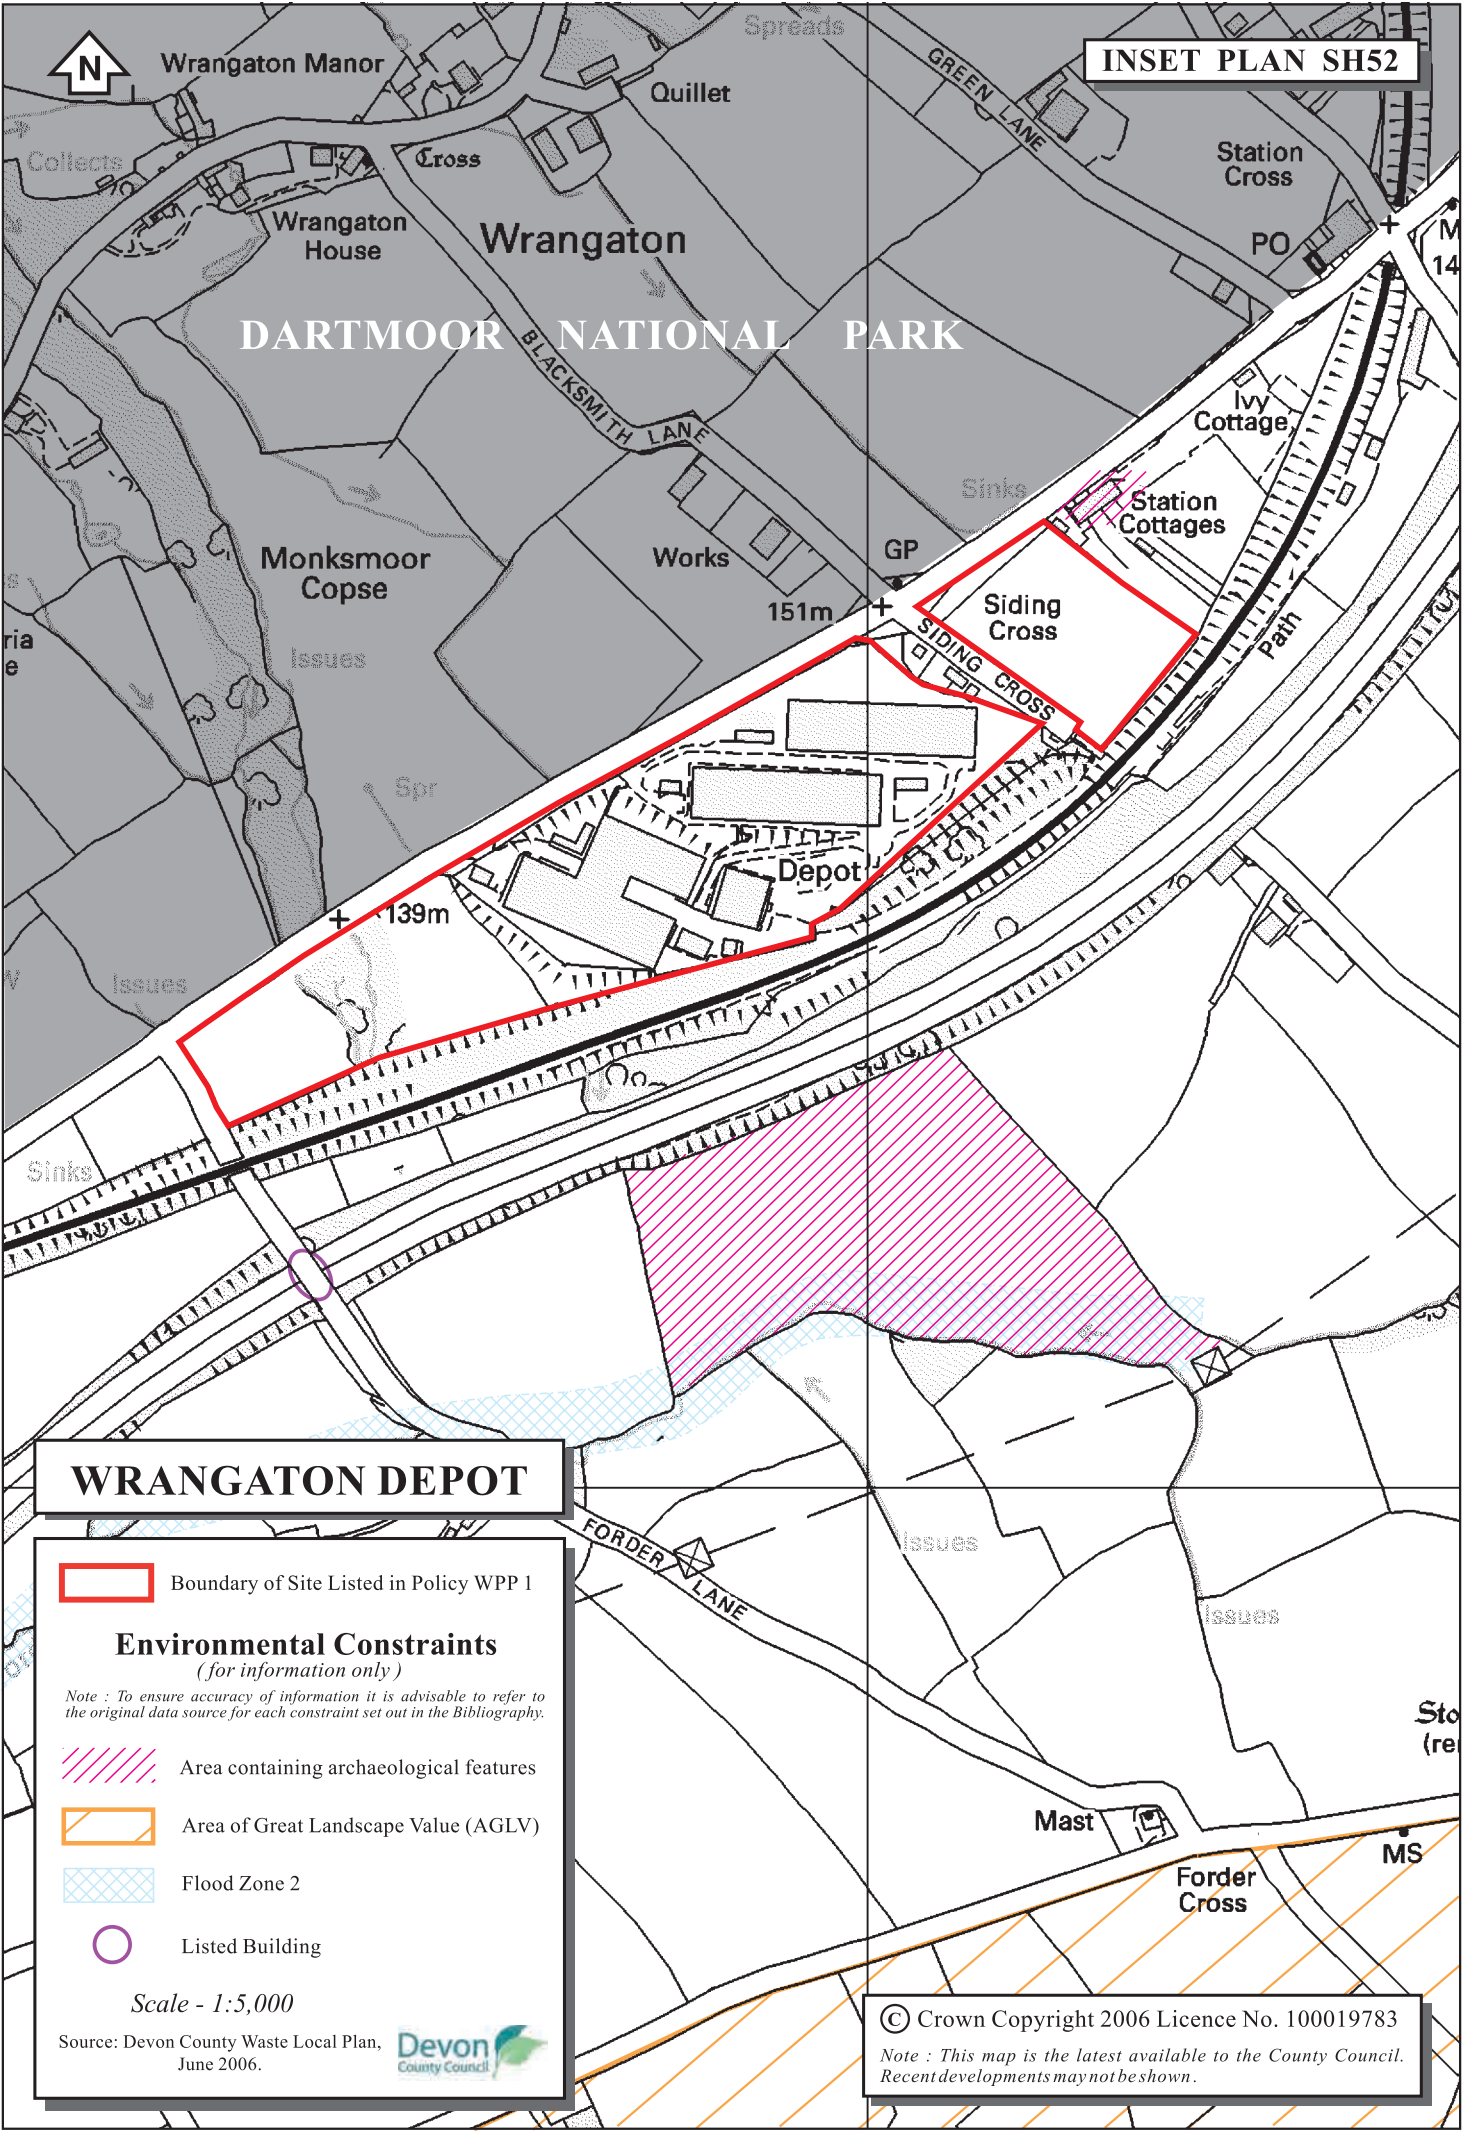 INSET PLAN SH52
N
Spreads
Wrangaton Manor
Quillet
GREEN LANE
Collects
Cross
Station
Cross
Wrangaton
House
Wrangaton
PO
M
14
DARTMOOR NATIONAL PARK
BLACKSMITH LANE
Ivy
Cottage
Sinks
Station
Cottages
Monksmoor
Copse
Works
GP
151m
Siding
Cross
SIDING CROSS
Path
ria
e
Issues
Spr
Depot
139m
Issues
Sinks
WRANGATON DEPOT
FORDER
LANE
Issues
Issues
Boundary of Site Listed in Policy WPP 1
Environmental Constraints
( for information only )
Note : To ensure accuracy of information it is advisable to refer to
the original data source for each constraint set out in the Bibliography.
Area containing archaeological features
Area of Great Landscape Value (AGLV)
Flood Zone 2
Listed Building
Scale - 1:5,000
Source: Devon County Waste Local Plan,
June 2006.
Devon
County Council
Sto
(re
Mast
MS
Forder
Cross
© Crown Copyright 2006 Licence No. 100019783
Note : This map is the latest available to the County Council.
Recent developments may not be shown.